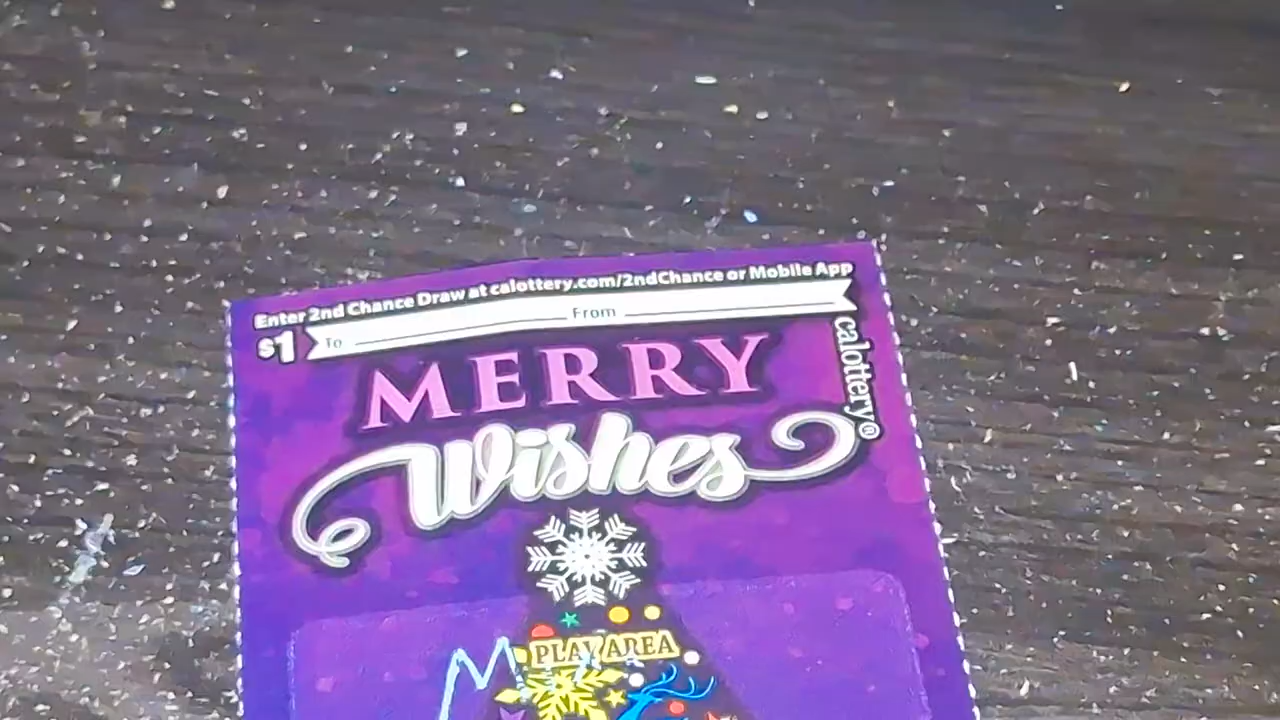 Enter 2nd Chance Draw at calottery.com/2ndChance or Mobile App
$1 To From
calottery®
MERRY
Wishes
PLAY AREA